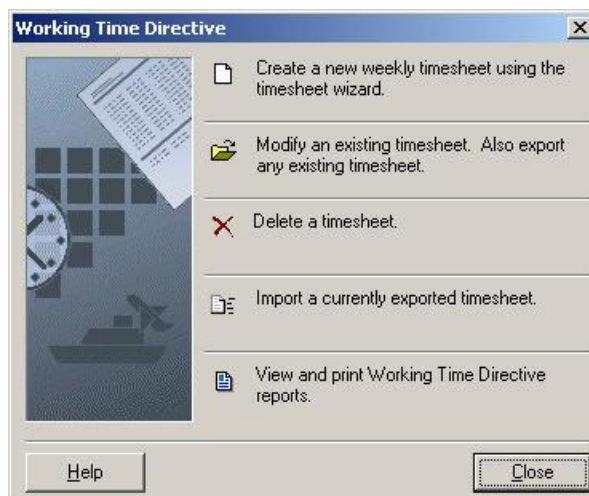 Working Time Directive
Create a new weekly timesheet using the
timesheet wizard.
Modify an existing timesheet.  Also export
any existing timesheet.
Delete a timesheet.
Import a currently exported timesheet.
View and print Working Time Directive
reports.
Help
Close